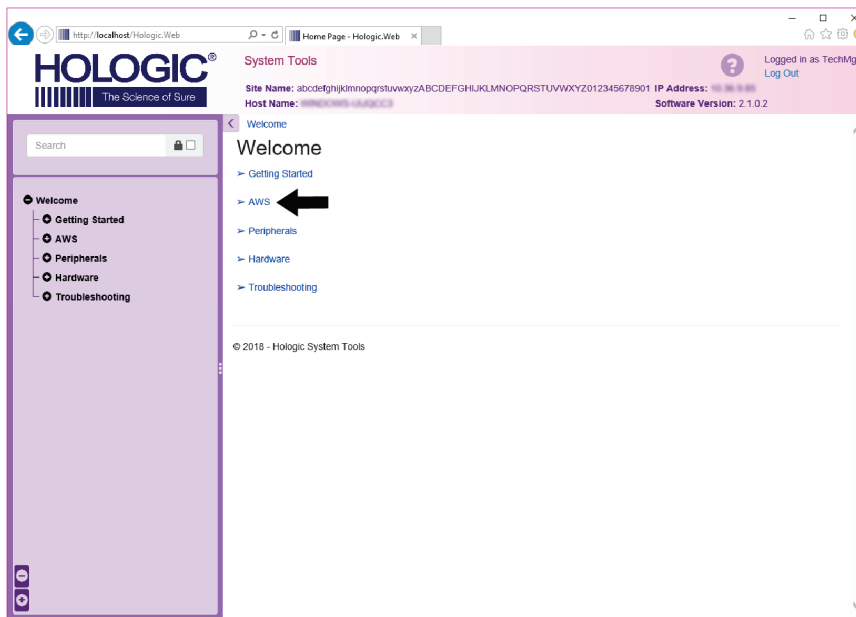 http://localhost/Hologic.Web
Home Page - Hologic.Web
HOLOGIC®
The Science of Sure
System Tools
Logged in as TechMg
Log Out
Site Name: abcdefghijklmnopqrstuvwxyzABCDEFGHIJKLMNOPQRSTUVWXYZ012345678901 IP Address:
Host Name:
Software Version: 2.1.0.2
Search
Welcome
Getting Started
AWS
Peripherals
Hardware
Troubleshooting
Welcome
Welcome
➢ Getting Started
➢ AWS
➢ Peripherals
➢ Hardware
➢ Troubleshooting
© 2018 - Hologic System Tools